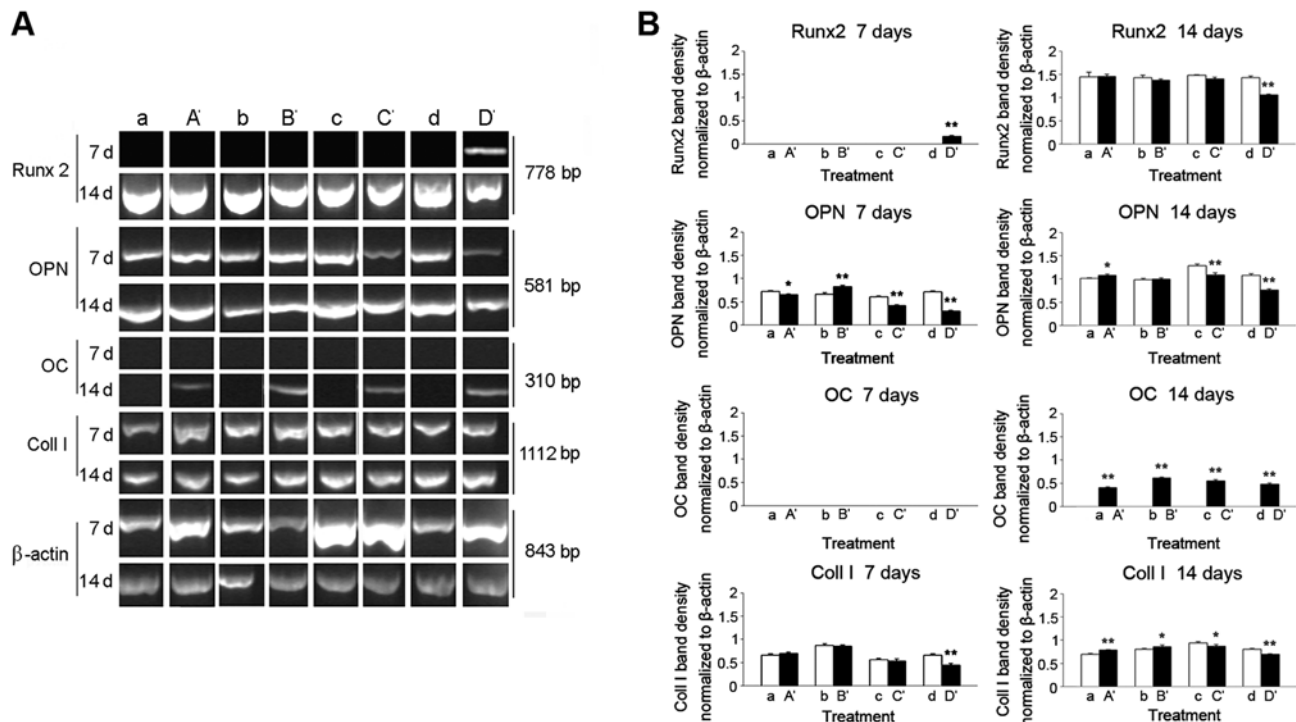 A
a A' b B' c C' d D'
Runx 2
7 d
14 d
778 bp
OPN
7 d
14 d
581 bp
OC
7 d
14 d
310 bp
Coll I
7 d
14 d
1112 bp
β-actin
7 d
14 d
843 bp
B
Runx2 7 days
Runx2 band density
normalized to β-actin
2
1.5
1
0.5
0
**
a A' b B' c C' d D'
Treatment
Runx2 14 days
Runx2 band density
normalized to β-actin
2
1.5
1
0.5
0
**
a A' b B' c C' d D'
Treatment
OPN 7 days
OPN band density
normalized to β-actin
2
1.5
1
0.5
0
* ** ** **
a A' b B' c C' d D'
Treatment
OPN 14 days
OPN band density
normalized to β-actin
2
1.5
1
0.5
0
* ** **
a A' b B' c C' d D'
Treatment
OC 7 days
OC band density
normalized to β-actin
2
1.5
1
0.5
0
a A' b B' c C' d D'
Treatment
OC 14 days
OC band density
normalized to β-actin
2
1.5
1
0.5
0
** ** ** **
a A' b B' c C' d D'
Treatment
Coll I 7 days
Coll I band density
normalized to β-actin
2
1.5
1
0.5
0
**
a A' b B' c C' d D'
Treatment
Coll I 14 days
Coll I band density
normalized to β-actin
2
1.5
1
0.5
0
** * * **
a A' b B' c C' d D'
Treatment